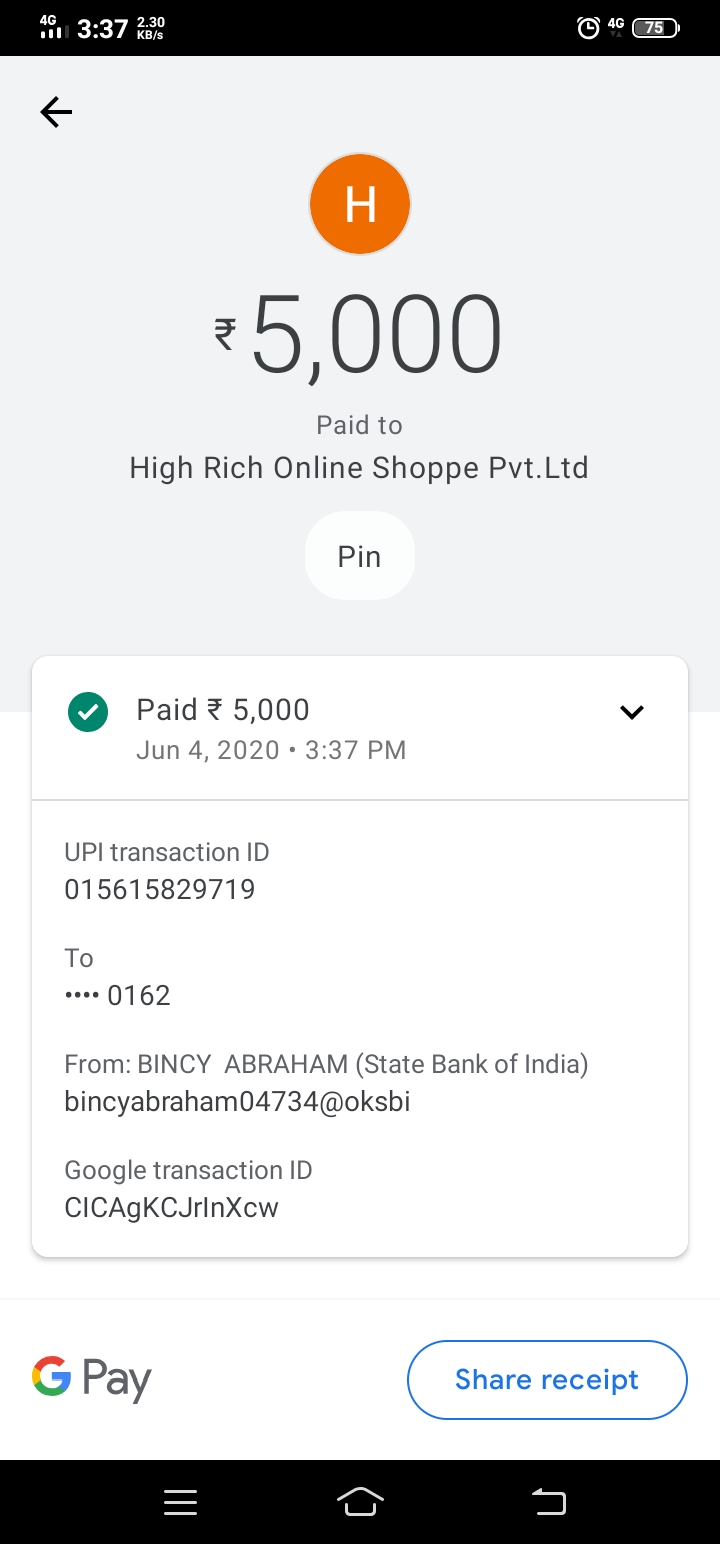 4G 3:37 2.30 KB/s 4G 75
H
₹5,000
Paid to
High Rich Online Shoppe Pvt.Ltd
Pin
Paid ₹ 5,000
Jun 4, 2020 • 3:37 PM
UPI transaction ID
015615829719
To
•••• 0162
From: BINCY  ABRAHAM (State Bank of India)
bincyabraham04734@oksbi
Google transaction ID
CICAgKCJrInXcw
G Pay
Share receipt